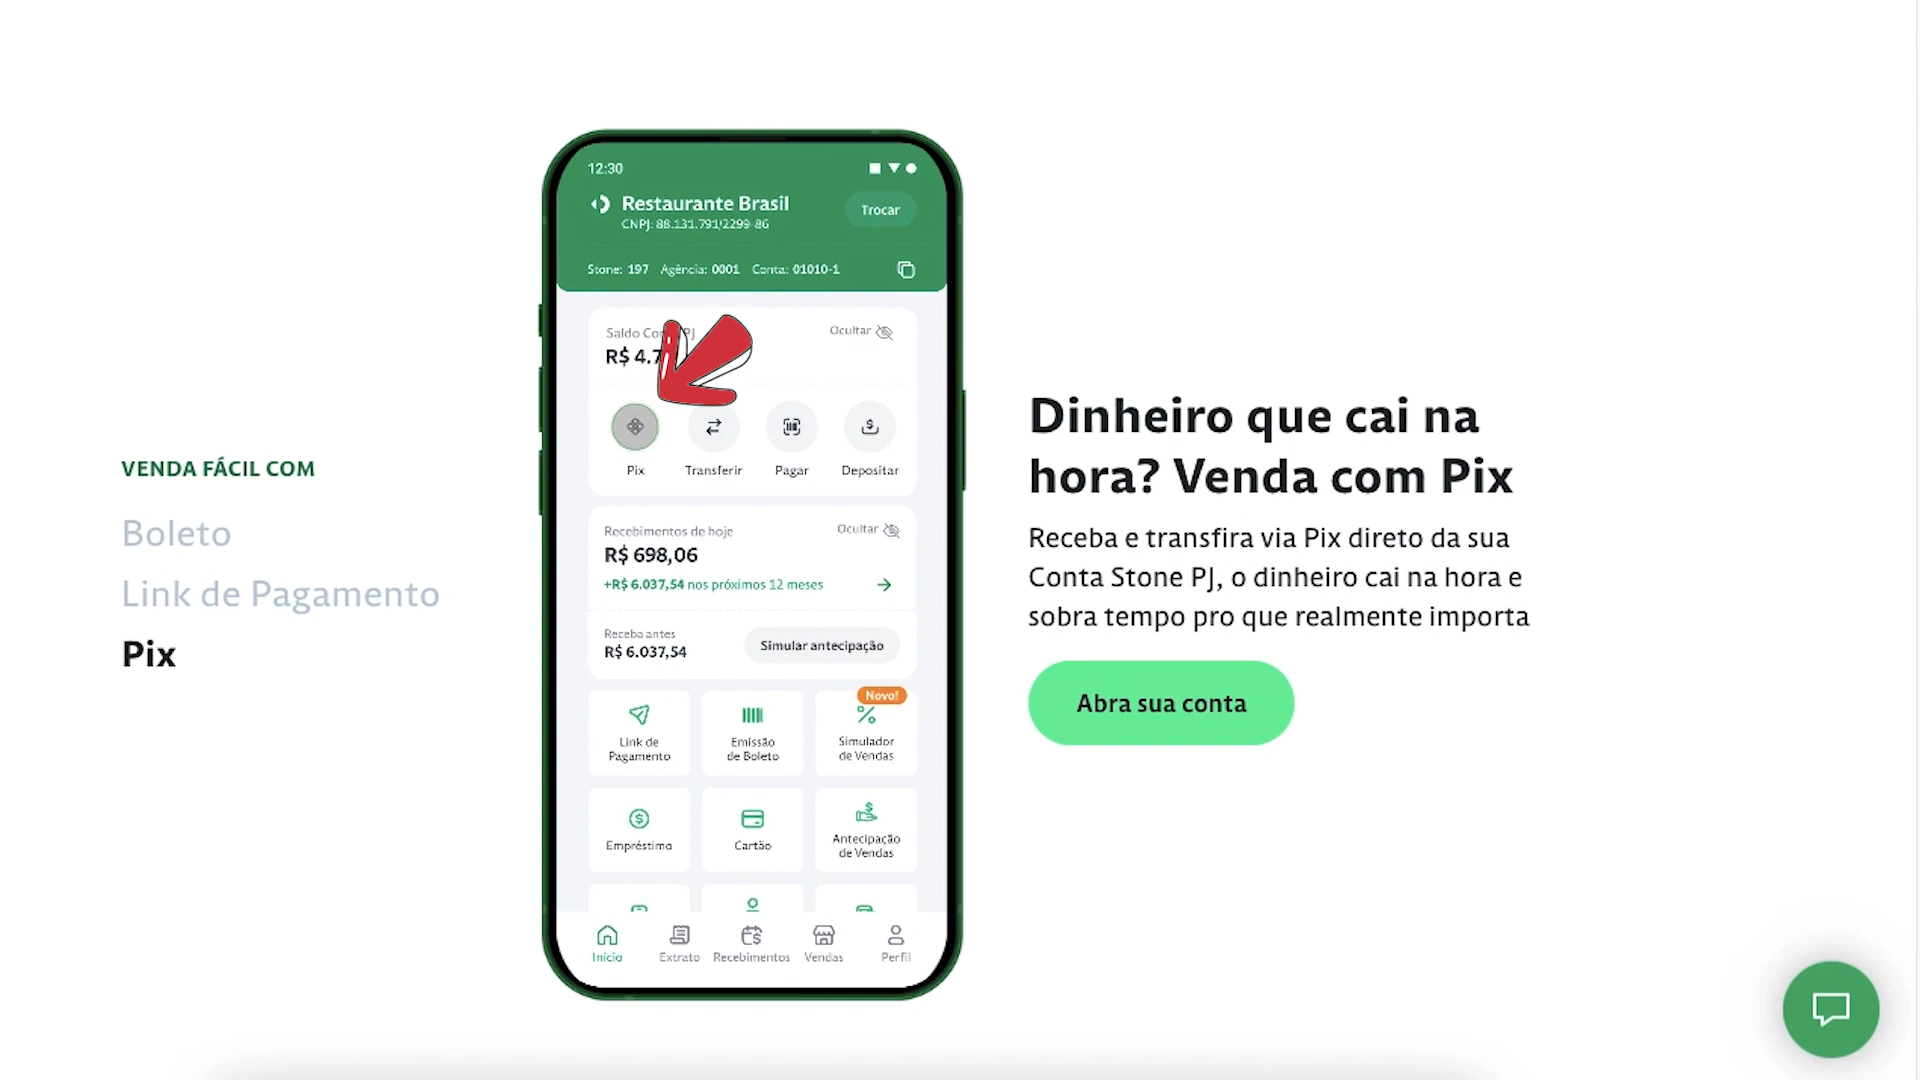 VENDA FÁCIL COM
Boleto
Link de Pagamento
Pix
12:30
Restaurante Brasil
CNPJ: 88.131.791/2299-86
Trocar
Stone: 197 Agência: 0001 Conta: 01010-1
Saldo PJ
Ocultar
R$ 4.7
Pix
Transferir
Pagar
Depositar
Recebimentos de hoje
Ocultar
R$ 698,06
+R$ 6.037,54 nos próximos 12 meses
Receba antes
R$ 6.037,54
Simular antecipação
Novo!
Link de
Pagamento
Emissão
de Boleto
Simulador
de Vendas
Empréstimo
Cartão
Antecipação
de Vendas
Início
Extrato
Recebimentos
Vendas
Perfil
Dinheiro que cai na
hora? Venda com Pix
Receba e transfira via Pix direto da sua
Conta Stone PJ, o dinheiro cai na hora e
sobra tempo pro que realmente importa
Abra sua conta